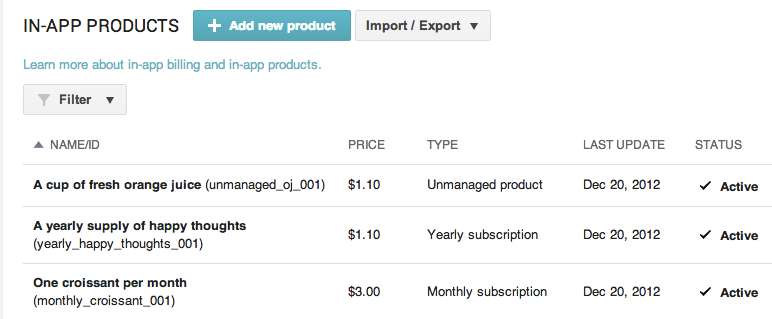 IN-APP PRODUCTS + Add new product Import / Export
Learn more about in-app billing and in-app products.
Filter
NAME/ID PRICE TYPE LAST UPDATE STATUS
A cup of fresh orange juice (unmanaged_oj_001) $1.10 Unmanaged product Dec 20, 2012 Active
A yearly supply of happy thoughts
(yearly_happy_thoughts_001) $1.10 Yearly subscription Dec 20, 2012 Active
One croissant per month
(monthly_croissant_001) $3.00 Monthly subscription Dec 20, 2012 Active